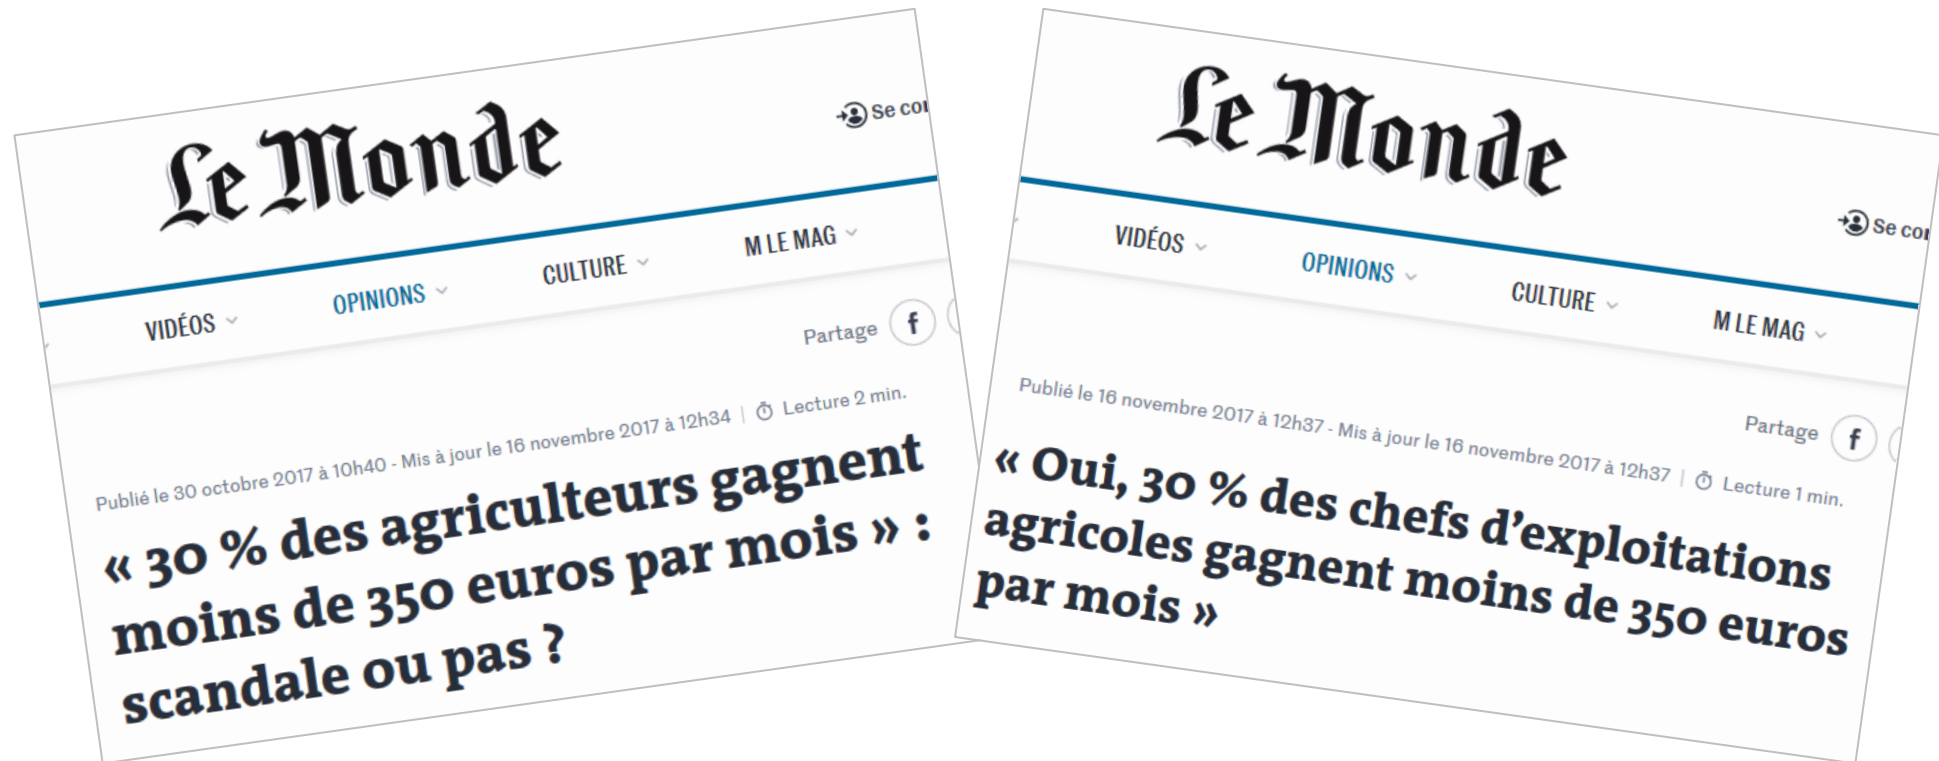 Le Monde
Se co
VIDÉOS
OPINIONS
CULTURE
M LE MAG
Partage
Publié le 30 octobre 2017 à 10h40 - Mis à jour le 16 novembre 2017 à 12h34 | Lecture 2 min.
« 30 % des agriculteurs gagnent
moins de 350 euros par mois » :
scandale ou pas ?
Le Monde
Se co
VIDÉOS
OPINIONS
CULTURE
M LE MAG
Partage
Publié le 16 novembre 2017 à 12h37 - Mis à jour le 16 novembre 2017 à 12h37 | Lecture 1 min.
« Oui, 30 % des chefs d’exploitations
agricoles gagnent moins de 350 euros
par mois »